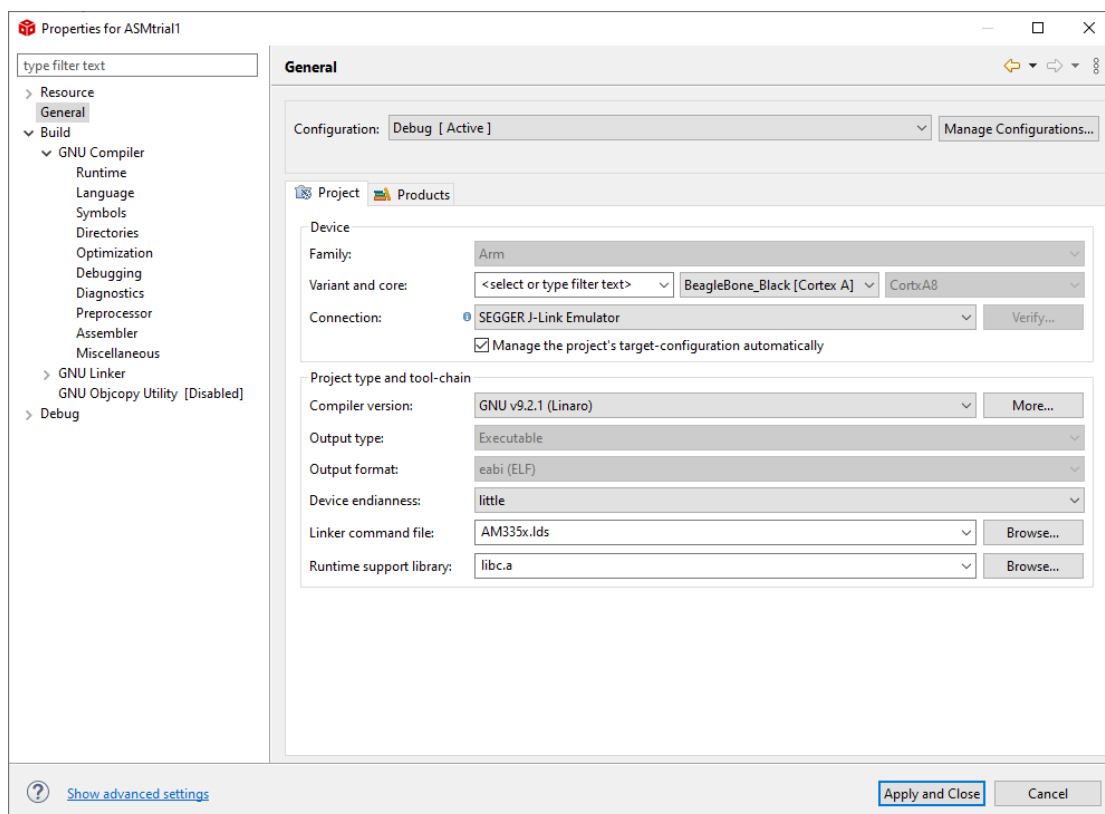 Properties for ASMtrial1
type filter text
Resource
General
Build
GNU Compiler
Runtime
Language
Symbols
Directories
Optimization
Debugging
Diagnostics
Preprocessor
Assembler
Miscellaneous
GNU Linker
GNU Objcopy Utility [Disabled]
Debug
General
Configuration: Debug [ Active ] Manage Configurations...
Project Products
Device
Family: Arm
Variant and core: <select or type filter text> BeagleBone_Black [Cortex A] CortxA8
Connection: SEGGER J-Link Emulator Verify...
Manage the project's target-configuration automatically
Project type and tool-chain
Compiler version: GNU v9.2.1 (Linaro) More...
Output type: Executable
Output format: eabi (ELF)
Device endianness: little
Linker command file: AM335x.lds Browse...
Runtime support library: libc.a Browse...
Show advanced settings Apply and Close Cancel